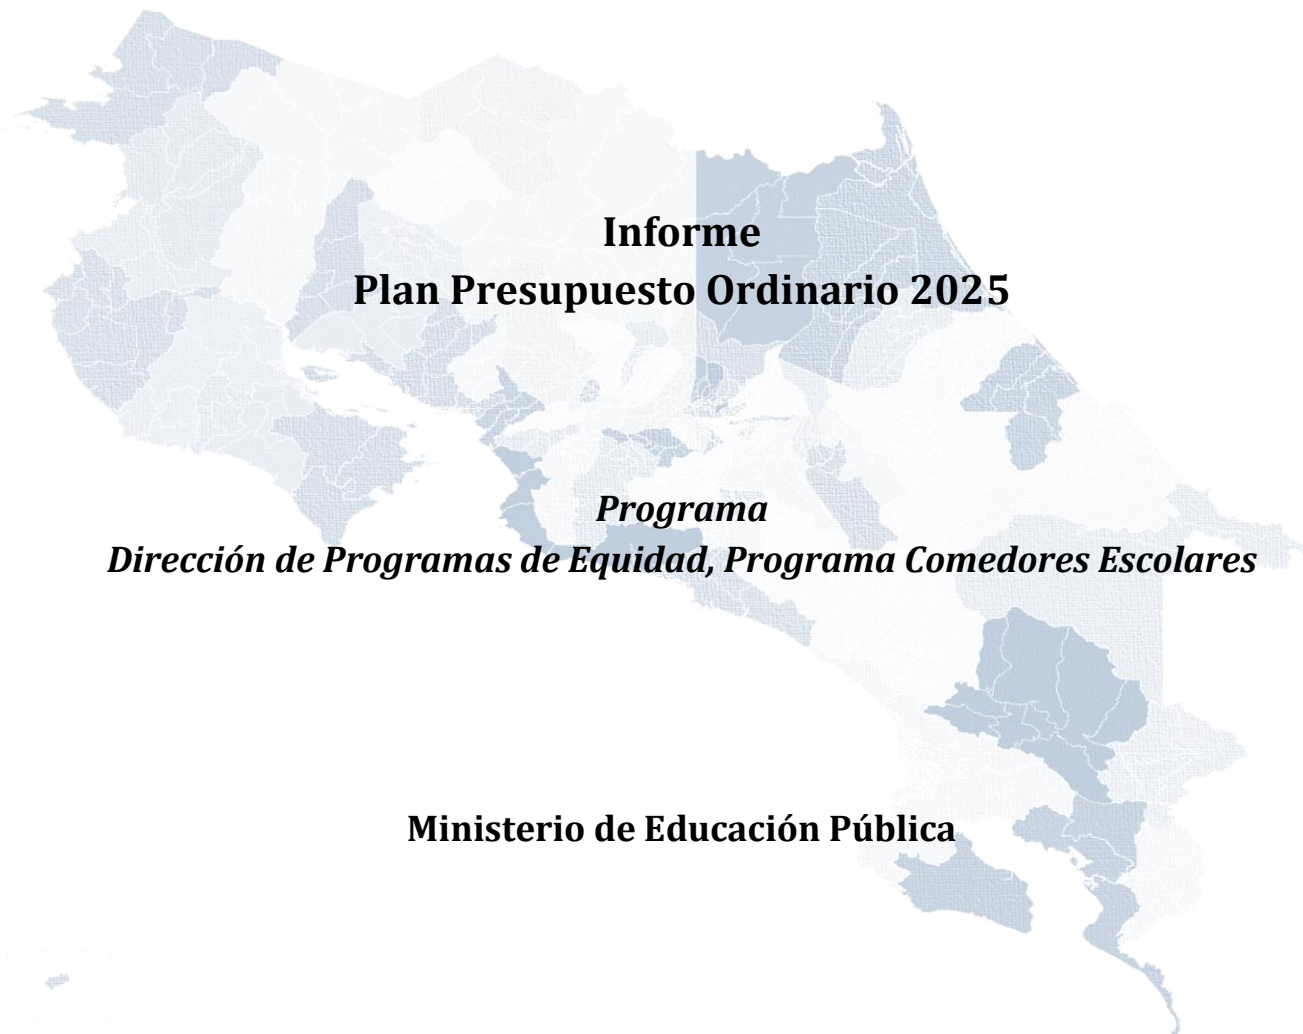 Informe
Plan Presupuesto Ordinario 2025
Programa
Dirección de Programas de Equidad, Programa Comedores Escolares
Ministerio de Educación Pública